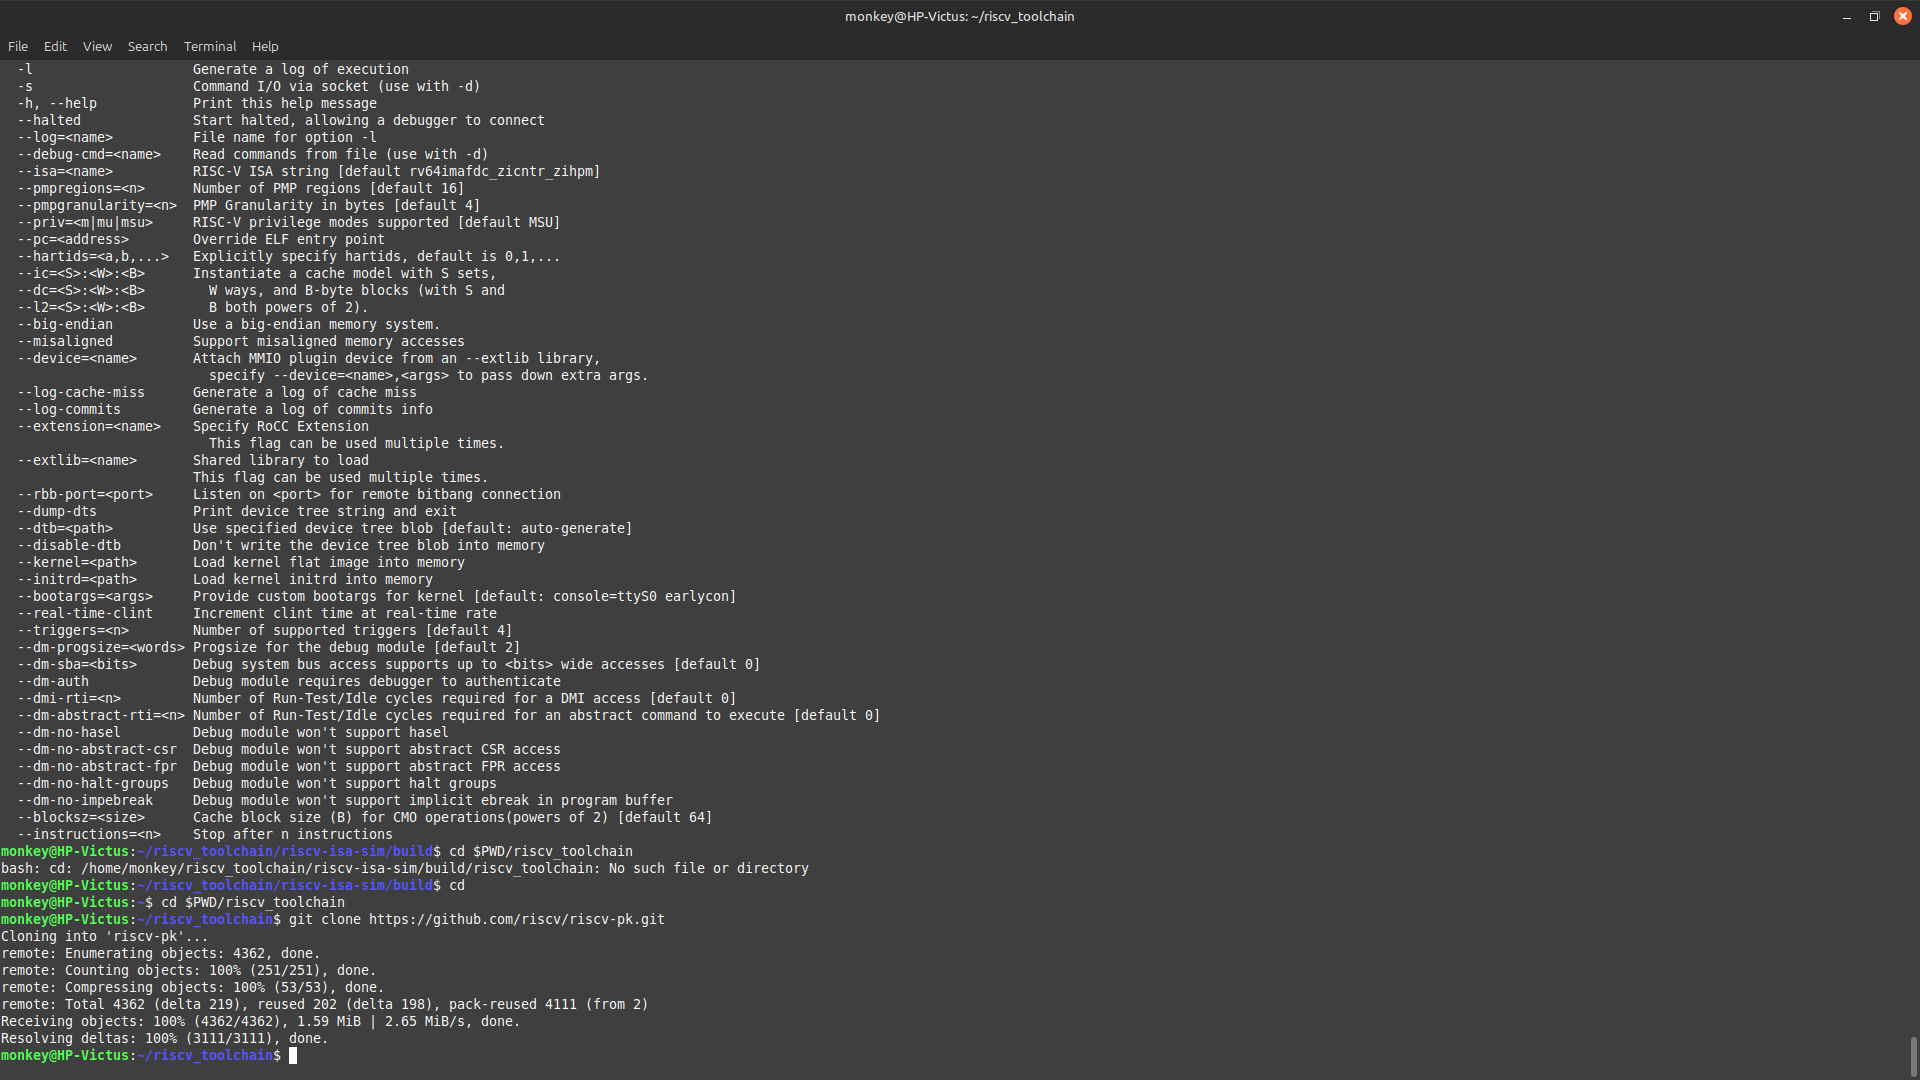 monkey@HP-Victus: ~/riscv_toolchain
File Edit View Search Terminal Help
  -l                    Generate a log of execution
  -s                    Command I/O via socket (use with -d)
  -h, --help            Print this help message
  --halted              Start halted, allowing a debugger to connect
  --log=<name>          File name for option -l
  --debug-cmd=<name>    Read commands from file (use with -d)
  --isa=<name>          RISC-V ISA string [default rv64imafdc_zicntr_zihpm]
  --pmpregions=<n>      Number of PMP regions [default 16]
  --pmpgranularity=<n>  PMP Granularity in bytes [default 4]
  --priv=<m|mu|msu>     RISC-V privilege modes supported [default MSU]
  --pc=<address>        Override ELF entry point
  --hartids=<a,b,...>   Explicitly specify hartids, default is 0,1,...
  --ic=<S>:<W>:<B>      Instantiate a cache model with S sets,
  --dc=<S>:<W>:<B>        W ways, and B-byte blocks (with S and
  --l2=<S>:<W>:<B>        B both powers of 2).
  --big-endian          Use a big-endian memory system.
  --misaligned          Support misaligned memory accesses
  --device=<name>       Attach MMIO plugin device from an --extlib library,
                          specify --device=<name>,<args> to pass down extra args.
  --log-cache-miss      Generate a log of cache miss
  --log-commits         Generate a log of commits info
  --extension=<name>    Specify RoCC Extension
                          This flag can be used multiple times.
  --extlib=<name>       Shared library to load
                        This flag can be used multiple times.
  --rbb-port=<port>     Listen on <port> for remote bitbang connection
  --dump-dts            Print device tree string and exit
  --dtb=<path>          Use specified device tree blob [default: auto-generate]
  --disable-dtb         Don't write the device tree blob into memory
  --kernel=<path>       Load kernel flat image into memory
  --initrd=<path>       Load kernel initrd into memory
  --bootargs=<args>     Provide custom bootargs for kernel [default: console=ttyS0 earlycon]
  --real-time-clint     Increment clint time at real-time rate
  --triggers=<n>        Number of supported triggers [default 4]
  --dm-progsize=<words> Progsize for the debug module [default 2]
  --dm-sba=<bits>       Debug system bus access supports up to <bits> wide accesses [default 0]
  --dm-auth             Debug module requires debugger to authenticate
  --dmi-rti=<n>         Number of Run-Test/Idle cycles required for a DMI access [default 0]
  --dm-abstract-rti=<n> Number of Run-Test/Idle cycles required for an abstract command to execute [default 0]
  --dm-no-hasel         Debug module won't support hasel
  --dm-no-abstract-csr  Debug module won't support abstract CSR access
  --dm-no-abstract-fpr  Debug module won't support abstract FPR access
  --dm-no-halt-groups   Debug module won't support halt groups
  --dm-no-impebreak     Debug module won't support implicit ebreak in program buffer
  --blocksz=<size>      Cache block size (B) for CMO operations(powers of 2) [default 64]
  --instructions=<n>    Stop after n instructions
monkey@HP-Victus:~/riscv_toolchain/riscv-isa-sim/build$ cd $PWD/riscv_toolchain
bash: cd: /home/monkey/riscv_toolchain/riscv-isa-sim/build/riscv_toolchain: No such file or directory
monkey@HP-Victus:~/riscv_toolchain/riscv-isa-sim/build$ cd
monkey@HP-Victus:~$ cd $PWD/riscv_toolchain
monkey@HP-Victus:~/riscv_toolchain$ git clone https://github.com/riscv/riscv-pk.git
Cloning into 'riscv-pk'...
remote: Enumerating objects: 4362, done.
remote: Counting objects: 100% (251/251), done.
remote: Compressing objects: 100% (53/53), done.
remote: Total 4362 (delta 219), reused 202 (delta 198), pack-reused 4111 (from 2)
Receiving objects: 100% (4362/4362), 1.59 MiB | 2.65 MiB/s, done.
Resolving deltas: 100% (3111/3111), done.
monkey@HP-Victus:~/riscv_toolchain$